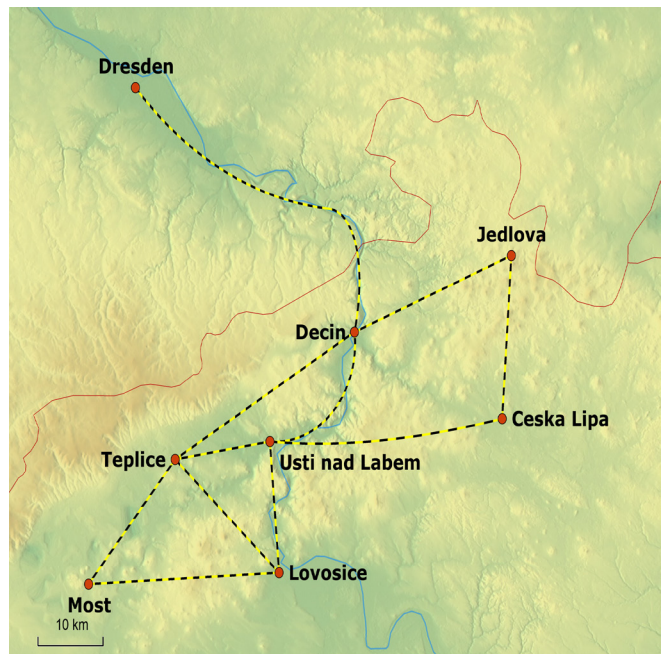 Dresden
Jedlova
Decin
Ceska Lipa
Teplice
Usti nad Labem
Lovosice
Most
10 km